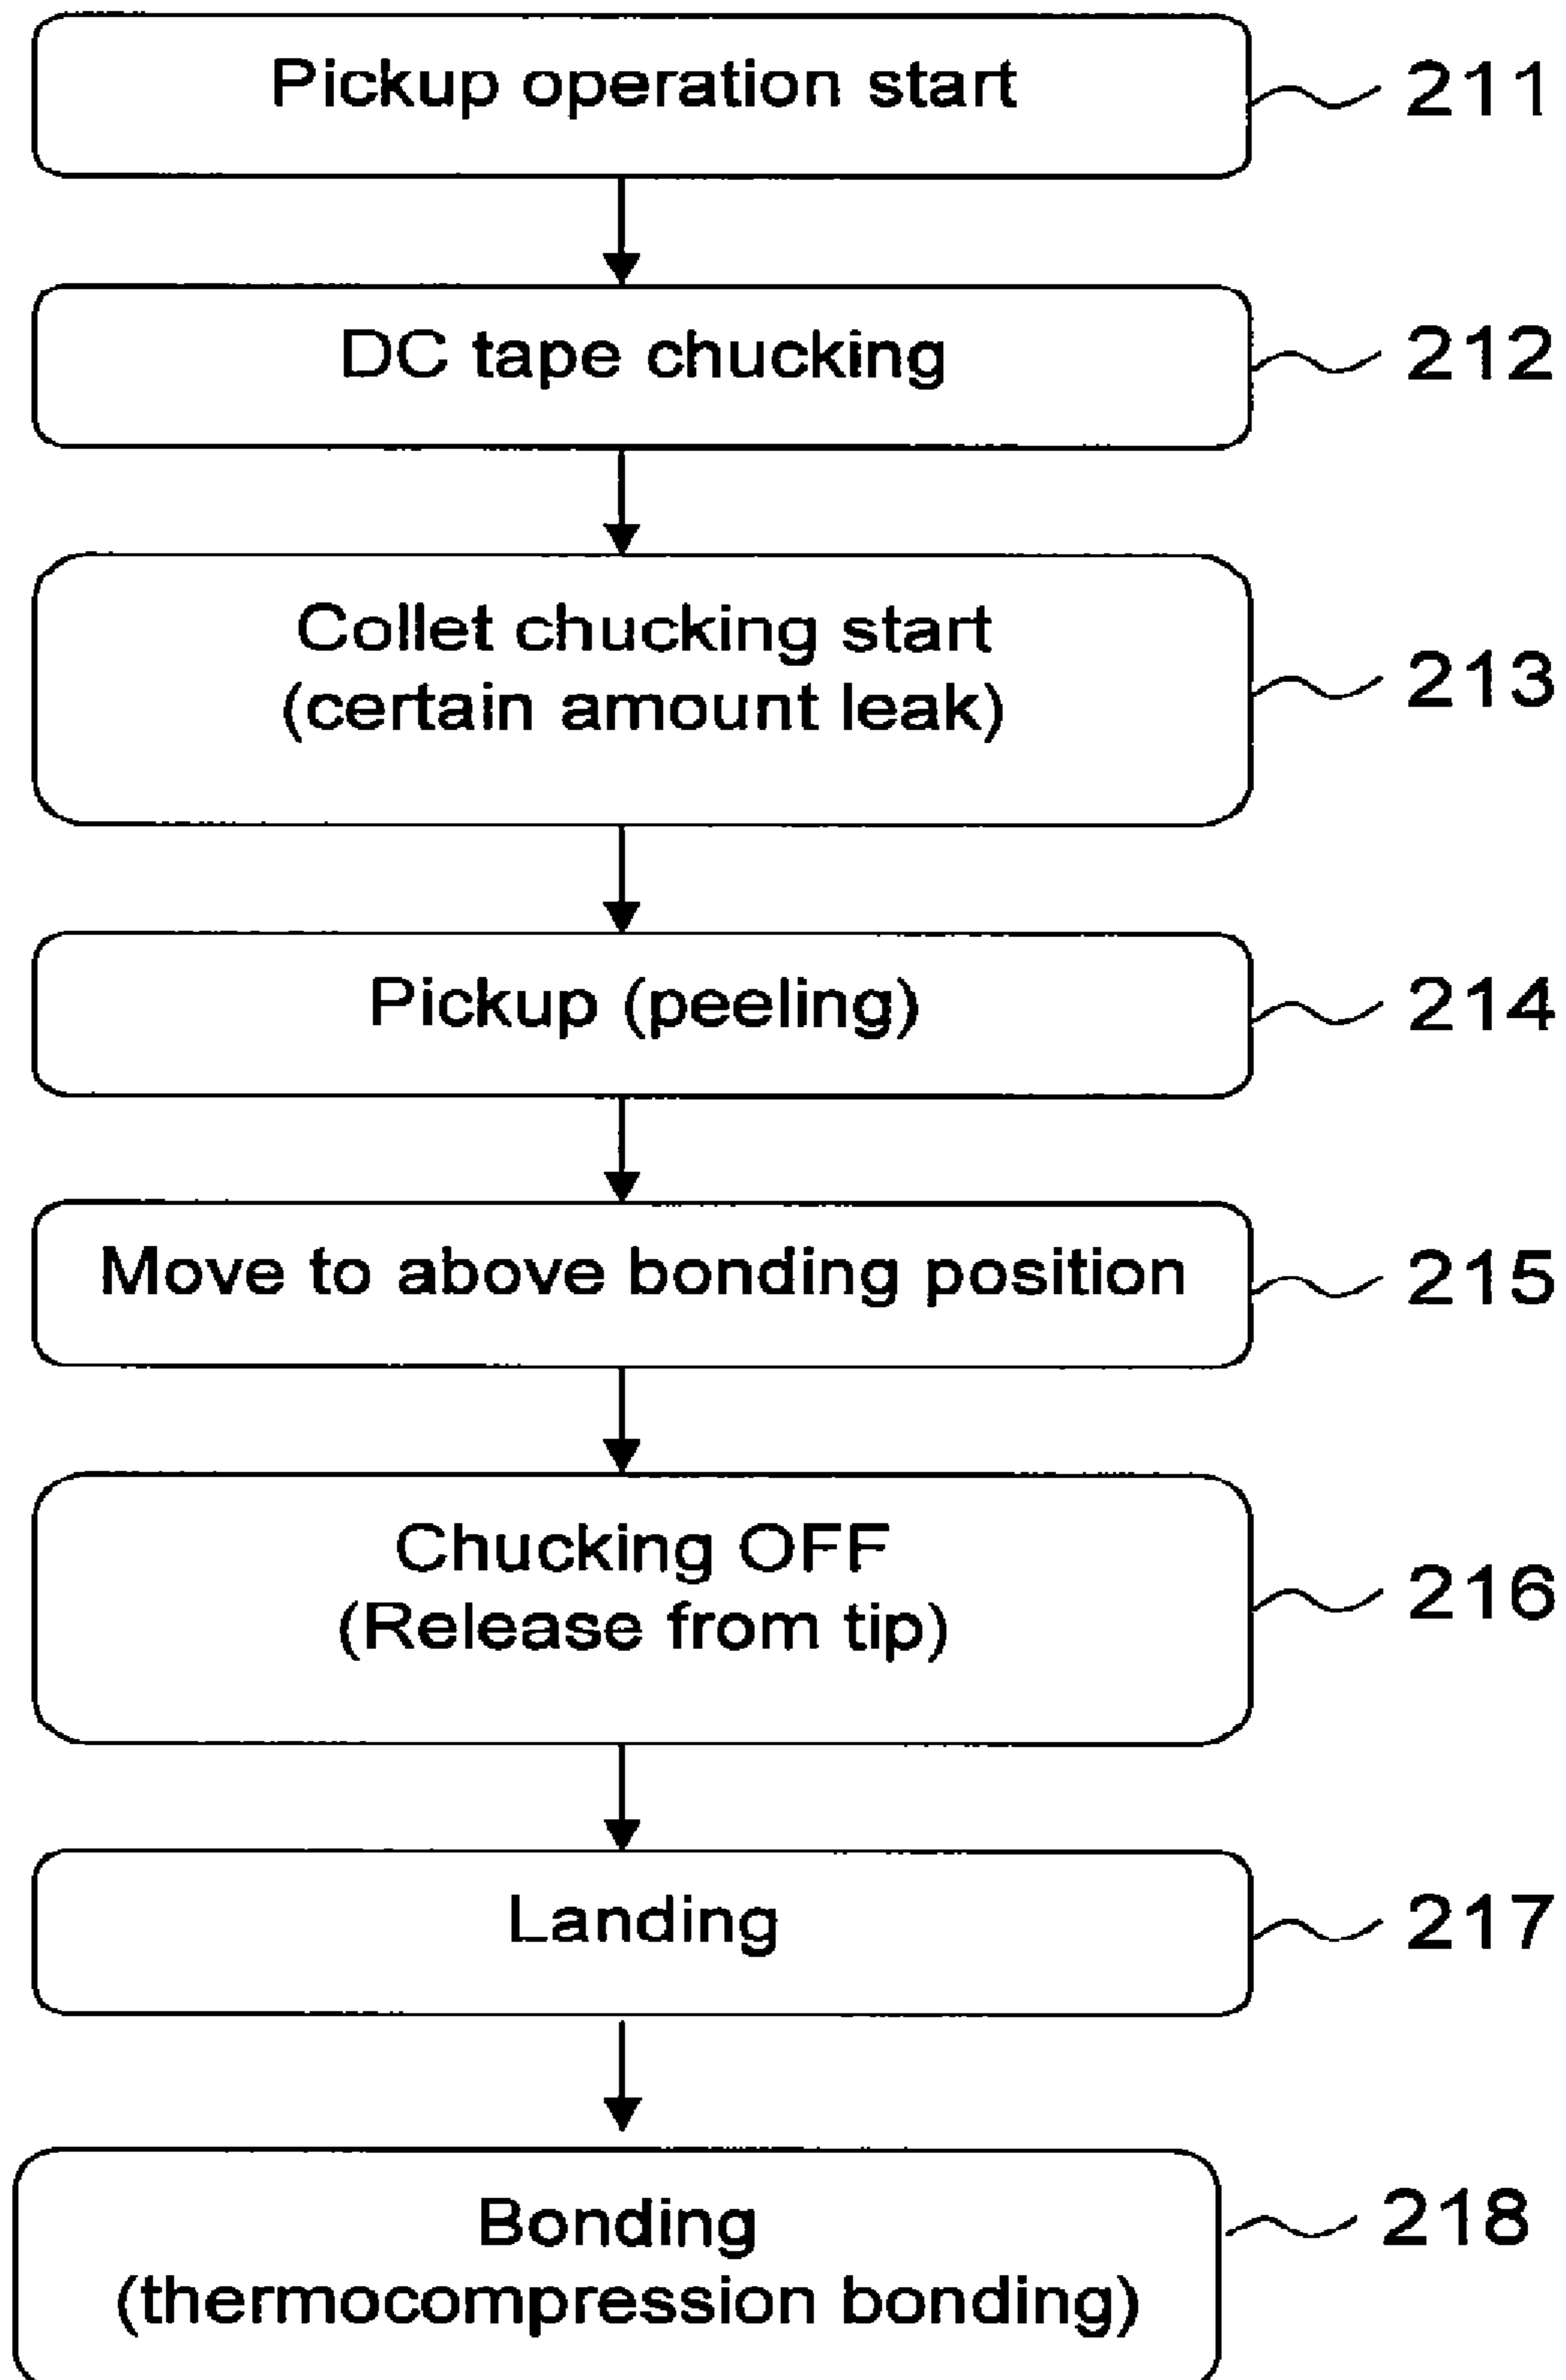 Pickup operation start
211
DC tape chucking
212
Collet chucking start
(certain amount leak)
213
Pickup (peeling)
214
Move to above bonding position
215
Chucking OFF
(Release from tip)
216
Landing
217
Bonding
(thermocompression bonding)
218